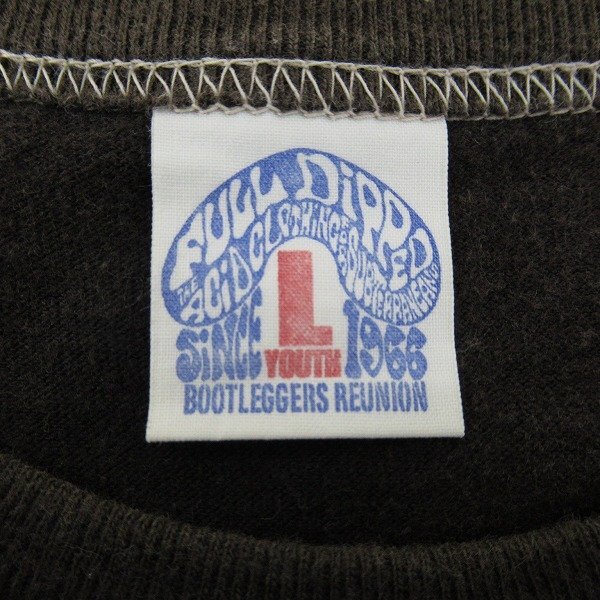 FULL DiPPED
ACiD CLOTHiNG
SiNCE 1966
L
YOUTH
BOOTLEGGERS REUNION